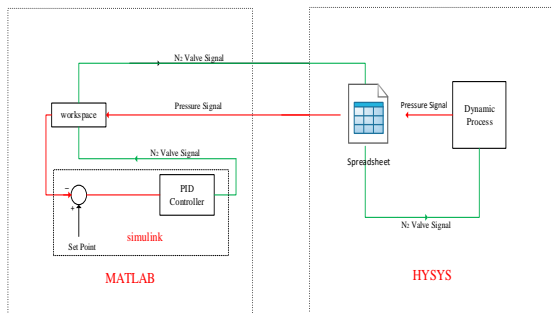 N₂ Valve Signal
Pressure Signal
workspace
N₂ Valve Signal
PID
Controller
−
+
Set Point
simulink
MATLAB
Spreadsheet
Pressure Signal
Dynamic
Process
N₂ Valve Signal
HYSYS